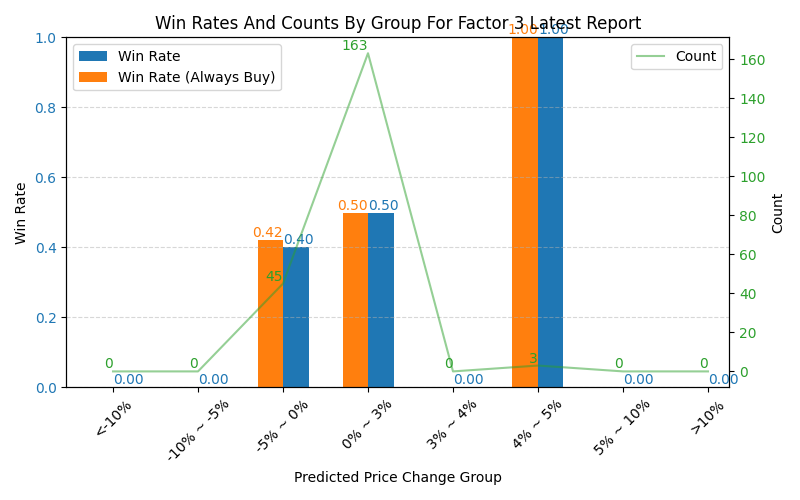 Win Rates And Counts By Group For Factor 3 Latest Report
Win Rate
Win Rate (Always Buy)
Count
1.0
0.8
0.6
0.4
0.2
0.0
Win Rate
160
140
120
100
80
60
40
20
0
Count
0
0
45
163
0
3
0
0
0.42
0.50
1.00
0.00
0.00
0.40
0.50
0.00
1.00
0.00
0.00
<-10%
-10% ~ -5%
-5% ~ 0%
0% ~ 3%
3% ~ 4%
4% ~ 5%
5% ~ 10%
>10%
Predicted Price Change Group